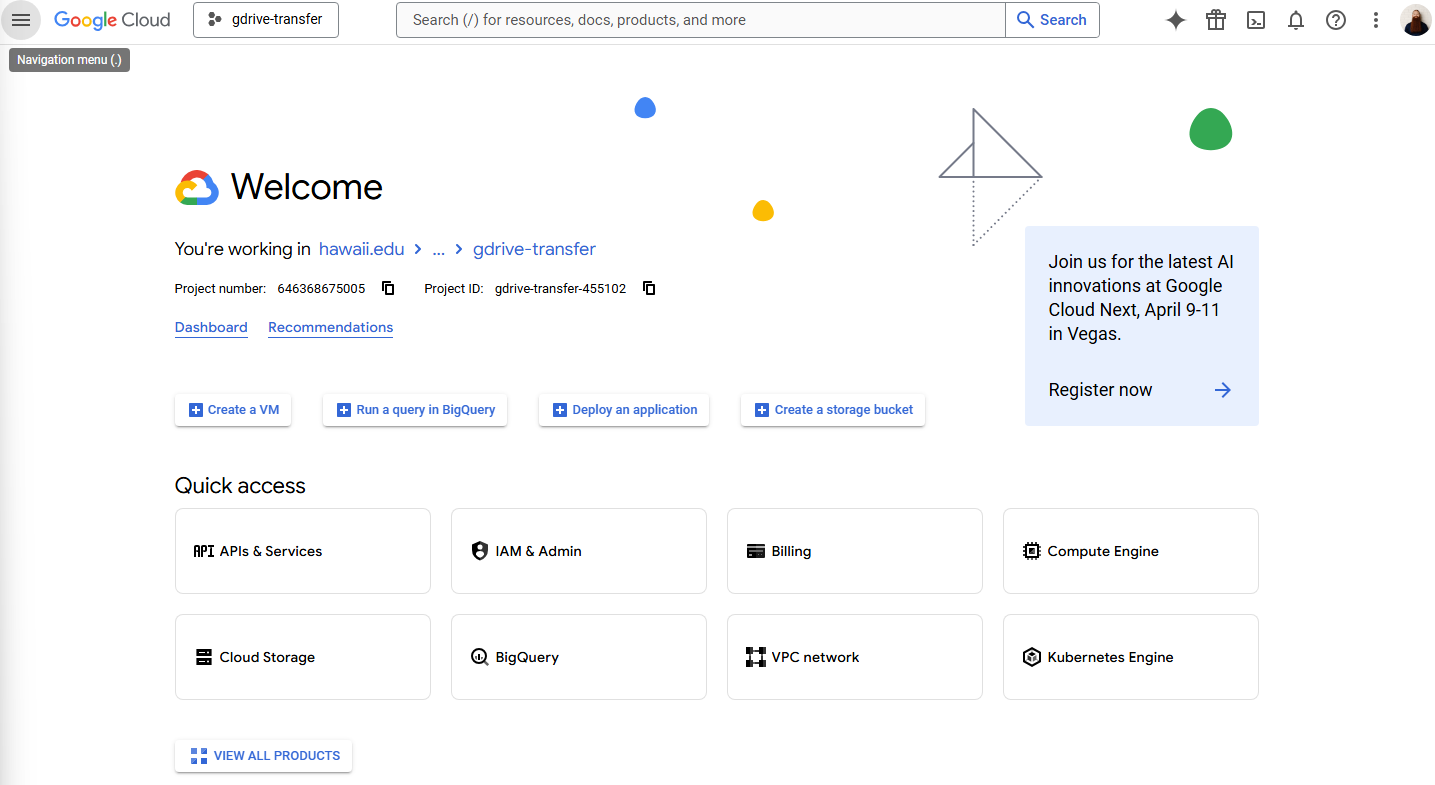 Google Cloud
gdrive-transfer
Search (/) for resources, docs, products, and more
Search
Navigation menu (.)
Welcome
You're working in hawaii.edu > ... > gdrive-transfer
Project number: 646368675005 Project ID: gdrive-transfer-455102
Dashboard Recommendations
Join us for the latest AI
innovations at Google
Cloud Next, April 9-11
in Vegas.
Register now
Create a VM
Run a query in BigQuery
Deploy an application
Create a storage bucket
Quick access
API APIs & Services
IAM & Admin
Billing
Compute Engine
Cloud Storage
BigQuery
VPC network
Kubernetes Engine
VIEW ALL PRODUCTS